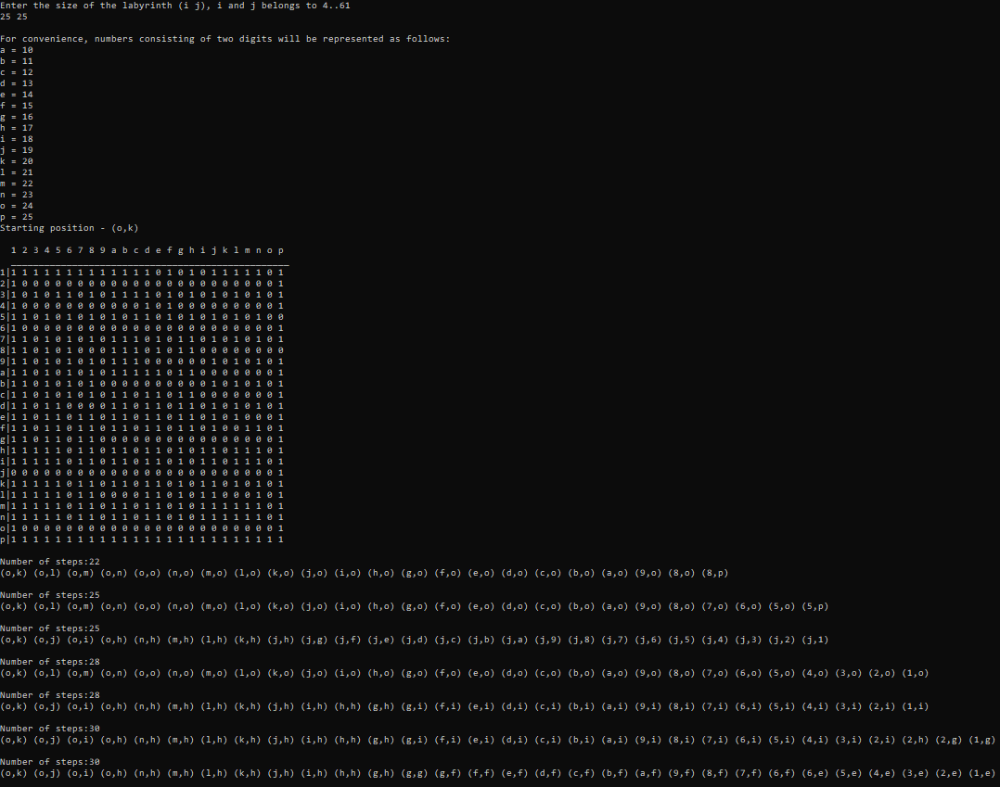 Enter the size of the labyrinth (i j), i and j belongs to 4..61
25 25
For convenience, numbers consisting of two digits will be represented as follows:
a = 10
b = 11
c = 12
d = 13
e = 14
f = 15
g = 16
h = 17
i = 18
j = 19
k = 20
l = 21
m = 22
n = 23
o = 24
p = 25
Starting position - (o,k)
1 2 3 4 5 6 7 8 9 a b c d e f g h i j k l m n o p
1|1 1 1 1 1 1 1 1 1 1 1 1 1 0 1 0 1 0 1 1 1 1 1 0 1
2|1 0 0 0 0 0 0 0 0 0 0 0 0 0 0 0 0 0 0 0 0 0 0 0 1
3|1 0 1 0 1 1 0 1 0 1 1 1 1 0 1 0 1 0 1 0 1 0 1 0 1
4|1 0 0 0 0 0 0 0 0 0 0 0 1 0 1 0 0 0 0 0 0 0 0 0 1
5|1 1 0 1 0 1 0 1 0 1 0 1 1 0 1 0 1 0 1 0 1 0 1 0 0
6|1 0 0 0 0 0 0 0 0 0 0 0 0 0 0 0 0 0 0 0 0 0 0 0 1
7|1 1 0 1 0 1 0 1 0 1 1 1 0 1 0 1 1 0 1 0 1 0 1 0 1
8|1 1 0 1 0 1 0 0 0 1 1 1 0 1 0 1 1 0 0 0 0 0 0 0 0
9|1 1 0 1 0 1 0 1 0 1 1 1 0 0 0 0 0 0 1 0 1 0 1 0 1
a|1 1 0 1 0 1 0 1 0 1 1 1 1 1 0 1 1 0 0 0 0 0 0 0 1
b|1 1 0 1 0 1 0 1 0 0 0 0 0 0 0 0 0 0 1 0 1 0 1 0 1
c|1 1 0 1 0 1 0 1 0 1 1 0 1 1 0 1 1 0 1 0 1 0 1 0 1
d|1 1 0 1 1 0 0 0 0 1 1 0 1 1 0 1 1 0 1 0 1 0 1 0 1
e|1 1 0 1 1 0 1 1 0 1 1 0 1 1 0 1 1 0 1 0 1 0 0 0 1
f|1 1 0 1 1 0 1 1 0 1 1 0 1 1 0 1 1 0 1 0 0 1 1 0 1
g|1 1 0 1 1 0 1 1 0 0 0 0 0 0 0 0 0 0 0 0 0 0 0 0 1
h|1 1 1 1 1 0 1 1 0 1 1 0 1 1 0 1 0 1 1 0 1 1 1 0 1
i|1 1 1 1 1 0 1 1 0 1 1 0 1 1 0 1 0 1 1 0 1 0 1 0 1
j|0 0 0 0 0 0 0 0 0 0 0 0 0 0 0 0 0 0 0 0 0 0 0 0 1
k|1 1 1 1 1 0 1 1 0 1 1 0 1 1 0 1 0 1 1 0 1 0 1 0 1
l|1 1 1 1 1 0 1 1 0 0 0 0 1 1 0 1 0 1 1 0 0 0 1 0 1
m|1 1 1 1 1 0 1 1 0 1 1 0 1 1 0 1 0 1 1 0 1 1 1 0 1
n|1 1 1 1 1 0 1 1 0 1 1 0 1 1 0 1 0 1 1 1 1 1 1 0 1
o|1 0 0 0 0 0 0 0 0 0 0 0 0 0 0 0 0 0 0 0 0 0 0 0 1
p|1 1 1 1 1 1 1 1 1 1 1 1 1 1 1 1 1 1 1 1 1 1 1 1 1
Number of steps:22
(o,k) (o,l) (o,m) (o,n) (o,o) (n,o) (m,o) (l,o) (k,o) (j,o) (i,o) (h,o) (g,o) (f,o) (e,o) (d,o) (c,o) (b,o) (a,o) (9,o) (8,o) (8,p)
Number of steps:25
(o,k) (o,l) (o,m) (o,n) (o,o) (n,o) (m,o) (l,o) (k,o) (j,o) (i,o) (h,o) (g,o) (f,o) (e,o) (d,o) (c,o) (b,o) (a,o) (9,o) (8,o) (7,o) (6,o) (5,o) (5,p)
Number of steps:25
(o,k) (o,j) (o,i) (o,h) (n,h) (m,h) (l,h) (k,h) (j,h) (j,g) (j,f) (j,e) (j,d) (j,c) (j,b) (j,a) (j,9) (j,8) (j,7) (j,6) (j,5) (j,4) (j,3) (j,2) (j,1)
Number of steps:28
(o,k) (o,l) (o,m) (o,n) (o,o) (n,o) (m,o) (l,o) (k,o) (j,o) (i,o) (h,o) (g,o) (f,o) (e,o) (d,o) (c,o) (b,o) (a,o) (9,o) (8,o) (7,o) (6,o) (5,o) (4,o) (3,o) (2,o) (1,o)
Number of steps:28
(o,k) (o,j) (o,i) (o,h) (n,h) (m,h) (l,h) (k,h) (j,h) (i,h) (h,h) (g,h) (g,i) (f,i) (e,i) (d,i) (c,i) (b,i) (a,i) (9,i) (8,i) (7,i) (6,i) (5,i) (4,i) (3,i) (2,i) (1,i)
Number of steps:30
(o,k) (o,j) (o,i) (o,h) (n,h) (m,h) (l,h) (k,h) (j,h) (i,h) (h,h) (g,h) (g,i) (f,i) (e,i) (d,i) (c,i) (b,i) (a,i) (9,i) (8,i) (7,i) (6,i) (5,i) (4,i) (3,i) (2,i) (2,h) (2,g) (1,g)
Number of steps:30
(o,k) (o,j) (o,i) (o,h) (n,h) (m,h) (l,h) (k,h) (j,h) (i,h) (h,h) (g,h) (g,g) (g,f) (f,f) (e,f) (d,f) (c,f) (b,f) (a,f) (9,f) (8,f) (7,f) (6,f) (6,e) (5,e) (4,e) (3,e) (2,e) (1,e)